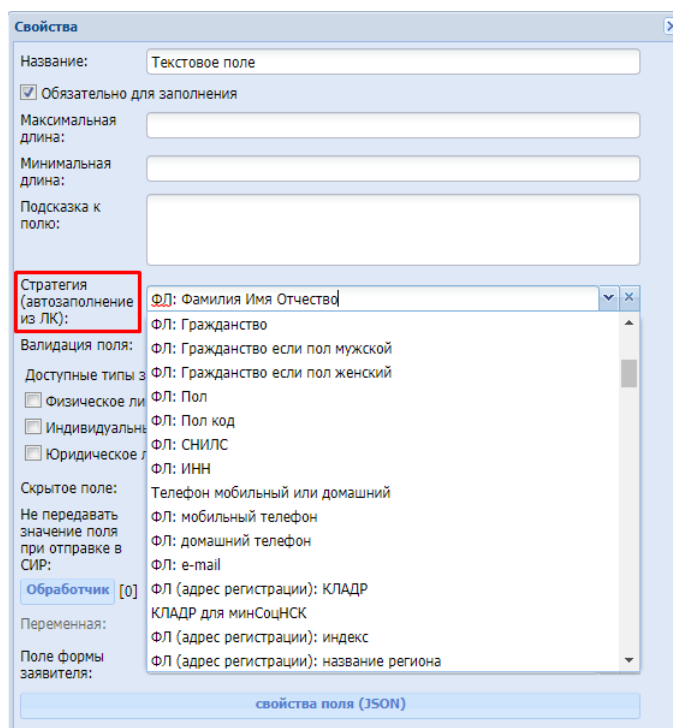 Свойства
Название:
Текстовое поле
Обязательно для заполнения
Максимальная
длина:
Минимальная
длина:
Подсказка к
полю:
Стратегия
(автозаполнение
из ЛК):
ФЛ: Фамилия Имя Отчество
ФЛ: Гражданство
Валидация поля:
ФЛ: Гражданство если пол мужской
Доступные типы з
ФЛ: Гражданство если пол женский
Физическое ли
ФЛ: Пол
Индивидуальн
ФЛ: Пол код
Юридическое л
ФЛ: СНИЛС
ФЛ: ИНН
Скрытое поле:
Телефон мобильный или домашний
Не передавать
значение поля
при отправке в
СИР:
ФЛ: мобильный телефон
ФЛ: домашний телефон
ФЛ: e-mail
Обработчик [0]
ФЛ (адрес регистрации): КЛАДР
КЛАДР для минСоцНСК
Переменная:
ФЛ (адрес регистрации): индекс
Поле формы
заявителя:
ФЛ (адрес регистрации): название региона
свойства поля (JSON)